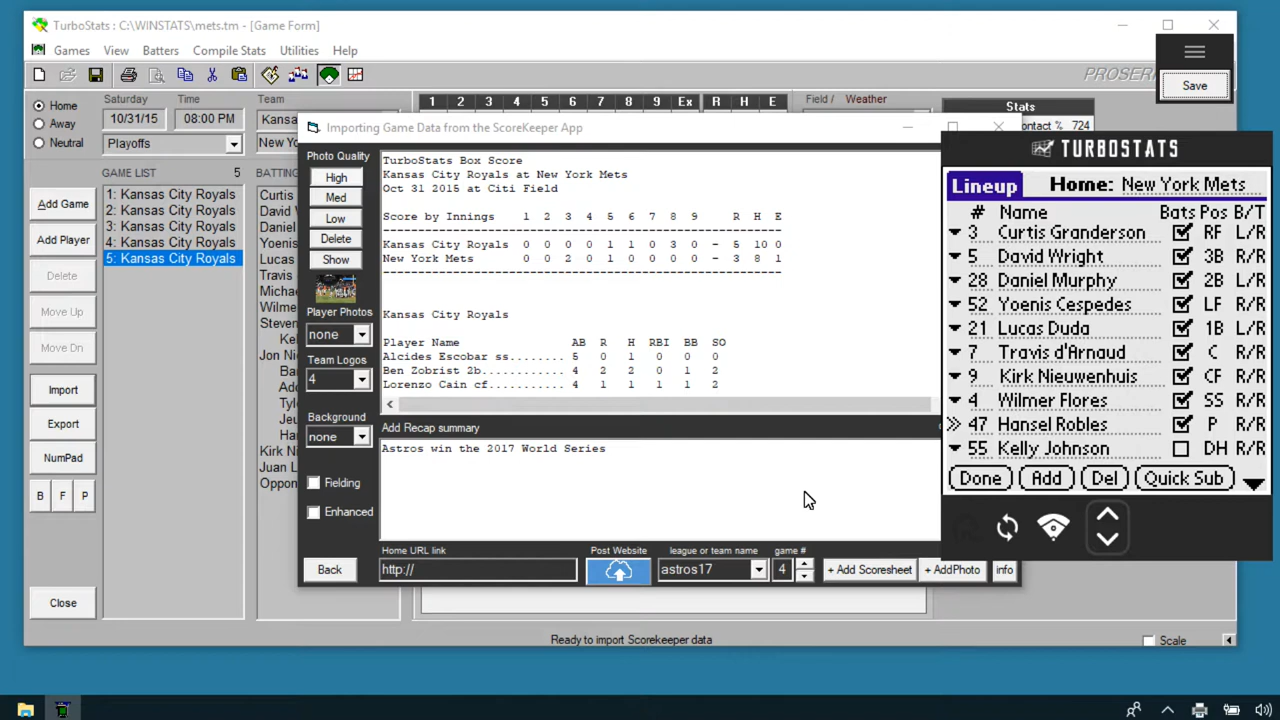 TurboStats : C:\WINSTATS\mets.tm - [Game Form]
Games View Batters Compile Stats Utilities Help
Save
Home Saturday Time Team 1 2 3 4 5 6 7 8 9 Ex R H E Field / Weather
Away 10/31/15 08:00 PM
Neutral Playoffs New Yo
Stats
ontact % 724
GAME LIST 5 BATTING
Add Game
Add Player
Delete
Move Up
Move Dn
Import
Export
NumPad
B F P
Close
1: Kansas City Royals
2: Kansas City Royals
3: Kansas City Royals
4: Kansas City Royals
5: Kansas City Royals
Curtis
David W
Daniel
Yoenis
Lucas
Travis
Michae
Wilme
Steven
Ke
Jon Ni
Ba
Ad
Tyl
Jeu
Ha
Kirk Ni
Juan L
Oppon
Importing Game Data from the ScoreKeeper App
Photo Quality
High
Med
Low
Delete
Show
Player Photos
none
Team Logos
4
Background
none
Fielding
Enhanced
Back
TurboStats Box Score
Kansas City Royals at New York Mets
Oct 31 2015 at Citi Field
Score by Innings 1 2 3 4 5 6 7 8 9 R H E
--------------------------------------------------------
Kansas City Royals 0 0 0 0 1 1 0 3 0 - 5 10 0
New York Mets 0 0 2 0 1 0 0 0 0 - 3 8 1
--------------------------------------------------------
Kansas City Royals
Player Name AB R H RBI BB SO
Alcides Escobar ss........ 5 0 1 0 0 0
Ben Zobrist 2b............ 4 2 2 0 1 2
Lorenzo Cain cf........... 4 1 1 1 1 2
Add Recap summary
Astros win the 2017 World Series
Home URL link Post Website league or team name game #
http:// astros17 4 + Add Scoresheet + AddPhoto info
Ready to import Scorekeeper data
Scale
TURBOSTATS
Lineup Home: New York Mets
# Name Bats Pos B/T
3 Curtis Granderson RF L/R
5 David Wright 3B R/R
28 Daniel Murphy 2B L/R
52 Yoenis Cespedes LF R/R
21 Lucas Duda 1B L/R
7 Travis d'Arnaud C R/R
9 Kirk Nieuwenhuis CF R/R
4 Wilmer Flores SS R/R
47 Hansel Robles P R/R
55 Kelly Johnson DH R/R
Done Add Del Quick Sub